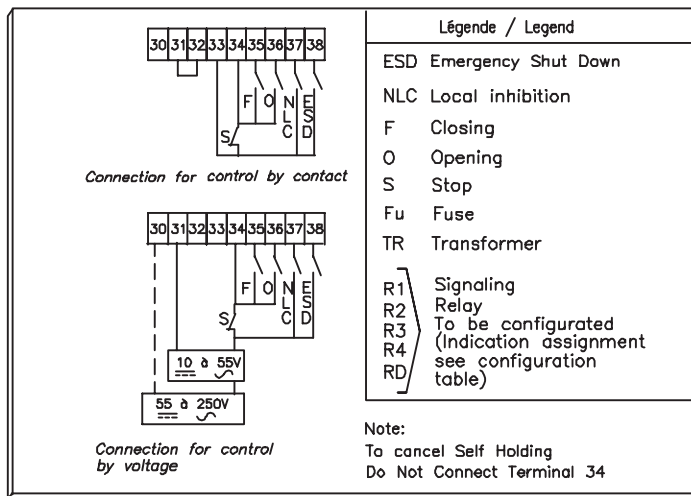 30 31 32 33 34 35 36 37 38
F O N L C E S D
S
Connection for control by contact
30 31 32 33 34 35 36 37 38
F O N L C E S D
S
10 à 55V
55 à 250V
Connection for control
by voltage
Légende / Legend
ESD Emergency Shut Down
NLC Local inhibition
F Closing
O Opening
S Stop
Fu Fuse
TR Transformer
R1 Signaling
R2 Relay
R3 To be configurated
R4 (Indication assignment
RD see configuration
table)
Note:
To cancel Self Holding
Do Not Connect Terminal 34